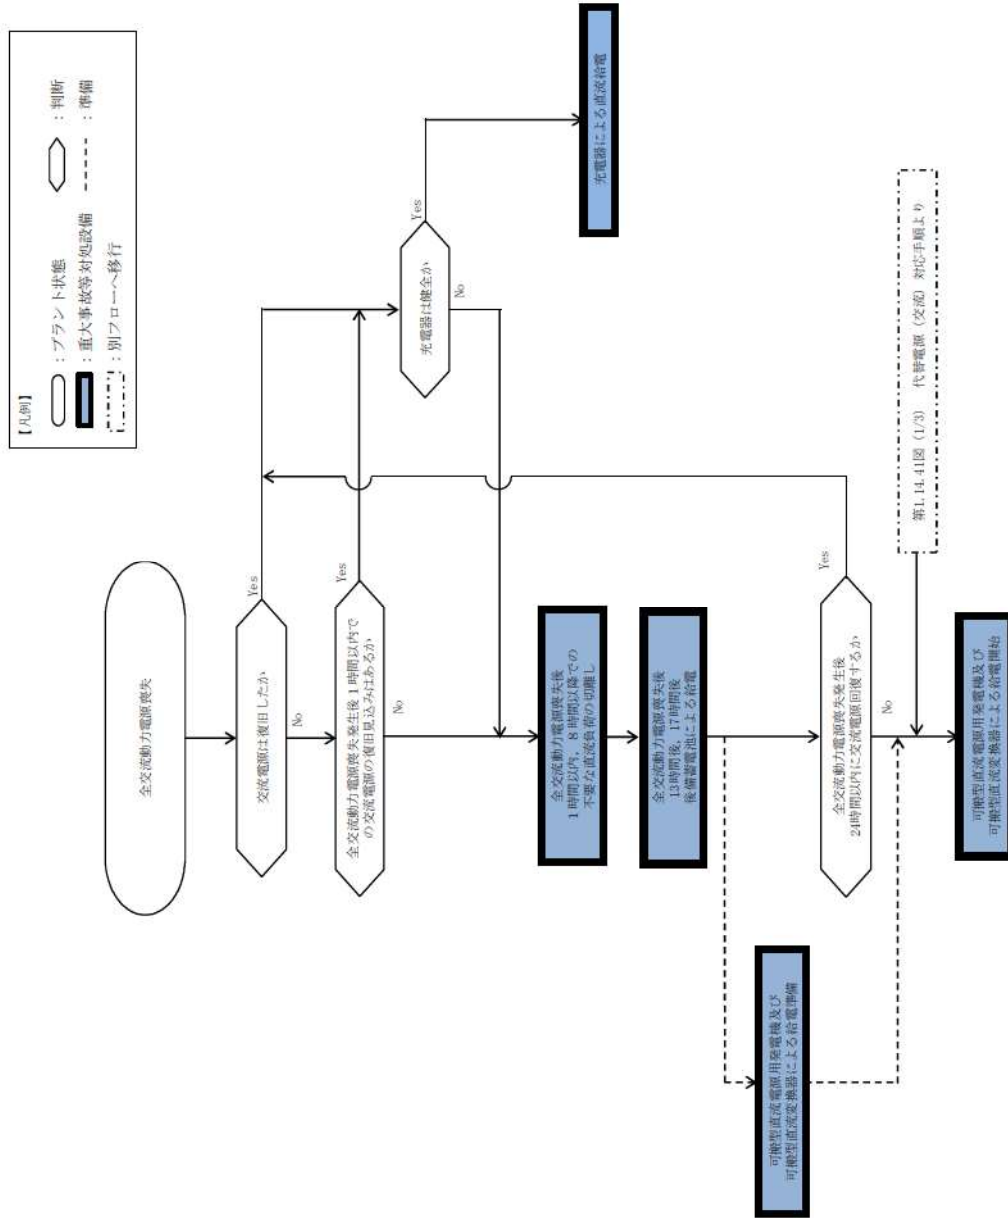 【凡例】
：プラント状態
：判断
：重大事故等対処設備
：準備
：別フローへ移行
全交流動力電源喪失
交流電源は復旧したか
Yes
No
全交流動力電源喪失発生後１時間以内で
の交流電源の復旧見込みはあるか
Yes
No
充電器は健全か
Yes
No
充電器による直流給電
全交流動力電源喪失後
１時間以内，８時間以降での
不要な直流負荷の切離し
全交流動力電源喪失後
13時間後，17時間後
後備蓄電池による給電
可搬型直流電源用発電機及び
可搬型直流変換器による給電準備
全交流動力電源喪失発生後
24時間以内に交流電源回復するか
Yes
No
第1.14.41図（1/3）　代替電源（交流）対応手順より
可搬型直流電源用発電機及び
可搬型直流変換器による給電開始